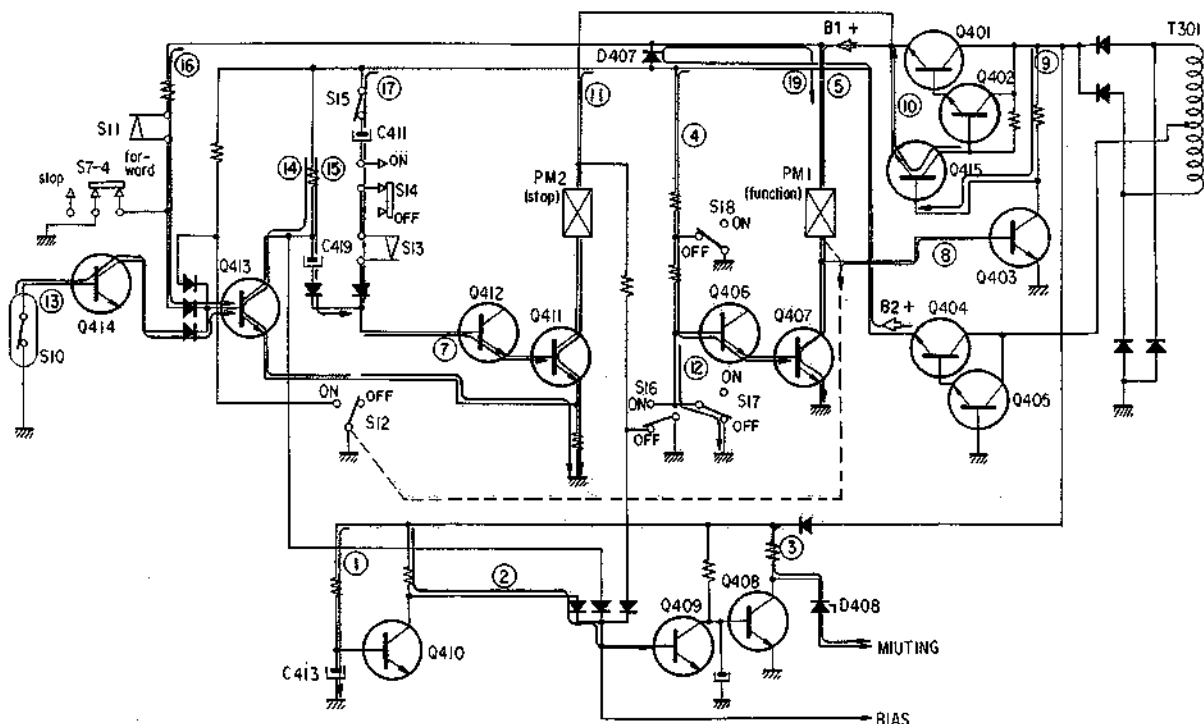 B1 +
Q401
T301
D407
16
17
S15
11
19
5
10
Q402
9
S11
C411
4
for-
ward
S7-4
stop
ON
14
15
S14
OFF
PM2
(stop)
PM1
(function)
Q415
S18
ON
OFF
C419
S13
8
Q403
13
Q414
Q413
Q412
Q411
Q406
Q407
B2 +
Q404
S10
7
12
ON
OFF
S12
S16
ON
OFF
ON
S17
OFF
Q405
1
2
3
Q409
Q408
D408
Q410
C413
MIUTING
BIAS